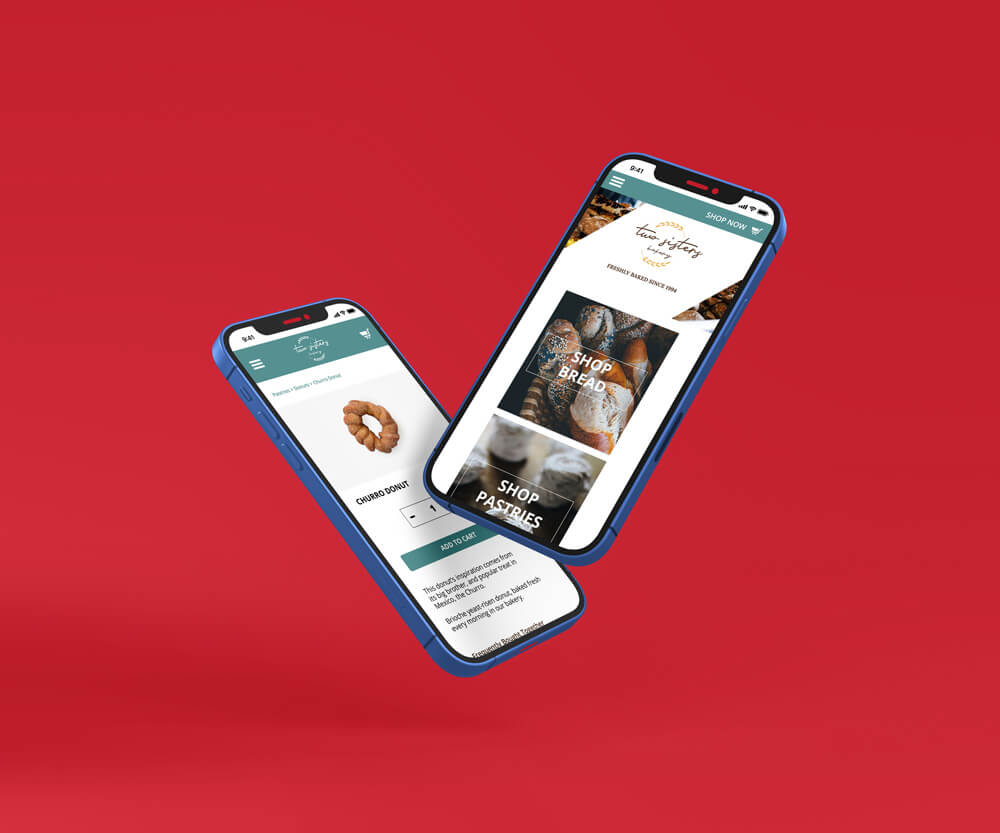 9:41
SHOP NOW
two sisters
bakery
FRESHLY BAKED SINCE 1994
SHOP
BREAD
SHOP
PASTRIES
9:41
two sisters
bakery
Pastries > Donuts > Churro Donut
CHURRO DONUT
- 1
ADD TO CART
This donut's inspiration comes from
its big brother, and popular treat in
Mexico, the Churro.
Brioche yeast-risen donut, baked fresh
every morning in our bakery.
Frequently Bought Together